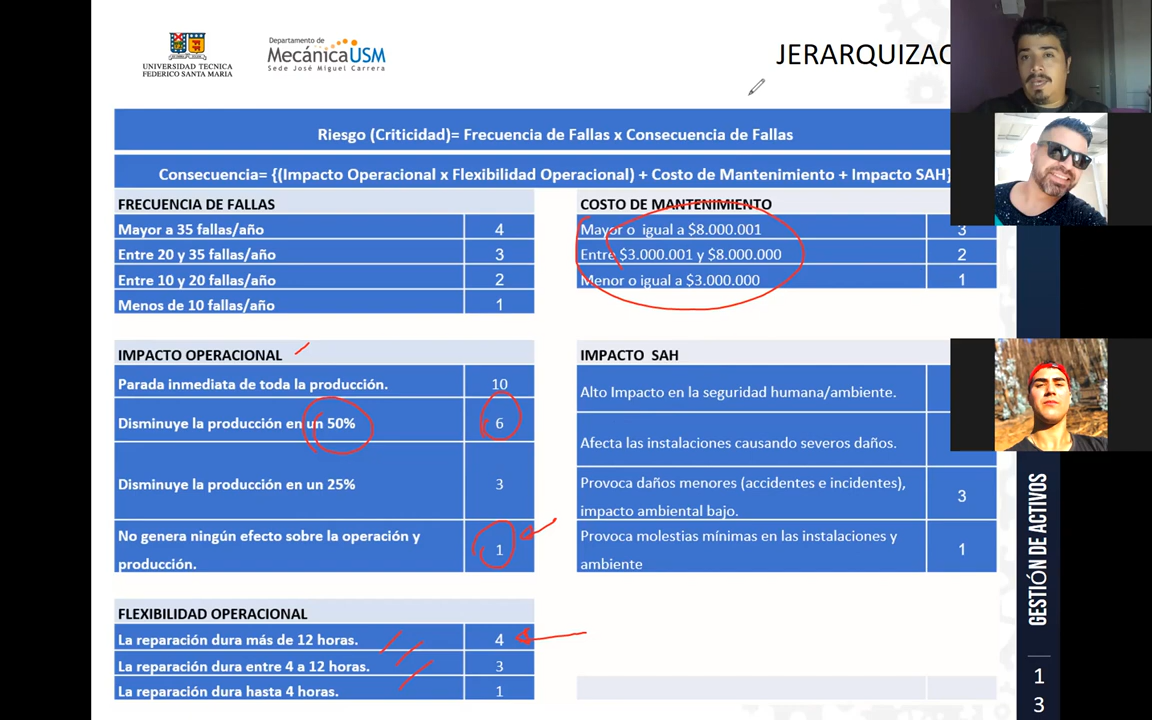 UNIVERSIDAD TECNICA
FEDERICO SANTA MARIA
Departamento de
MecánicaUSM
Sede José Miguel Carrera
JERARQUIZAC
Riesgo (Criticidad)= Frecuencia de Fallas x Consecuencia de Fallas
Consecuencia= {(Impacto Operacional x Flexibilidad Operacional) + Costo de Mantenimiento + Impacto SAH}
FRECUENCIA DE FALLAS
Mayor a 35 fallas/año 4
Entre 20 y 35 fallas/año 3
Entre 10 y 20 fallas/año 2
Menos de 10 fallas/año 1
COSTO DE MANTENIMIENTO
Mayor o igual a $8.000.001 3
Entre $3.000.001 y $8.000.000 2
Menor o igual a $3.000.000 1
IMPACTO OPERACIONAL
Parada inmediata de toda la producción. 10
Disminuye la producción en un 50% 6
Disminuye la producción en un 25% 3
No genera ningún efecto sobre la operación y
producción. 1
IMPACTO SAH
Alto Impacto en la seguridad humana/ambiente.
Afecta las instalaciones causando severos daños.
Provoca daños menores (accidentes e incidentes),
impacto ambiental bajo. 3
Provoca molestias mínimas en las instalaciones y
ambiente 1
FLEXIBILIDAD OPERACIONAL
La reparación dura más de 12 horas. 4
La reparación dura entre 4 a 12 horas. 3
La reparación dura hasta 4 horas. 1
GESTIÓN DE ACTIVOS
1
3